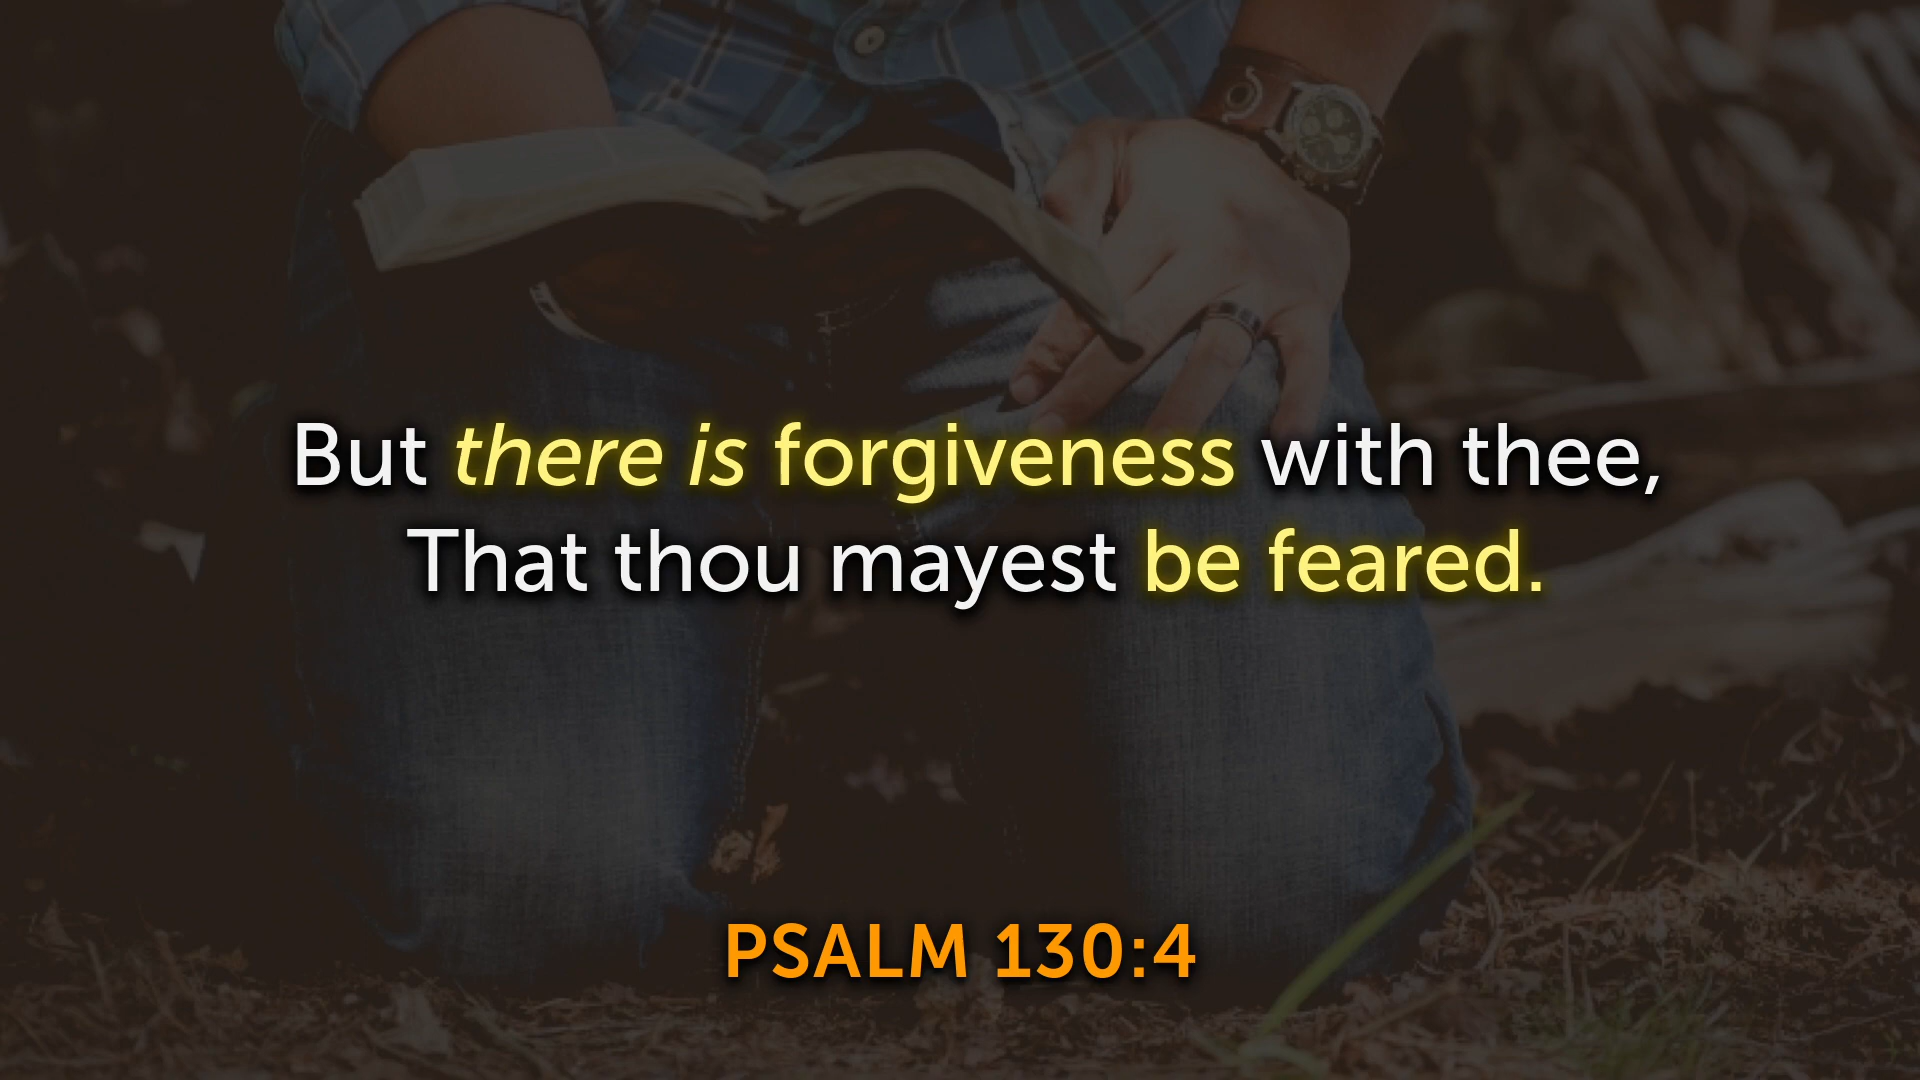 But there is forgiveness with thee,
That thou mayest be feared.
PSALM 130:4